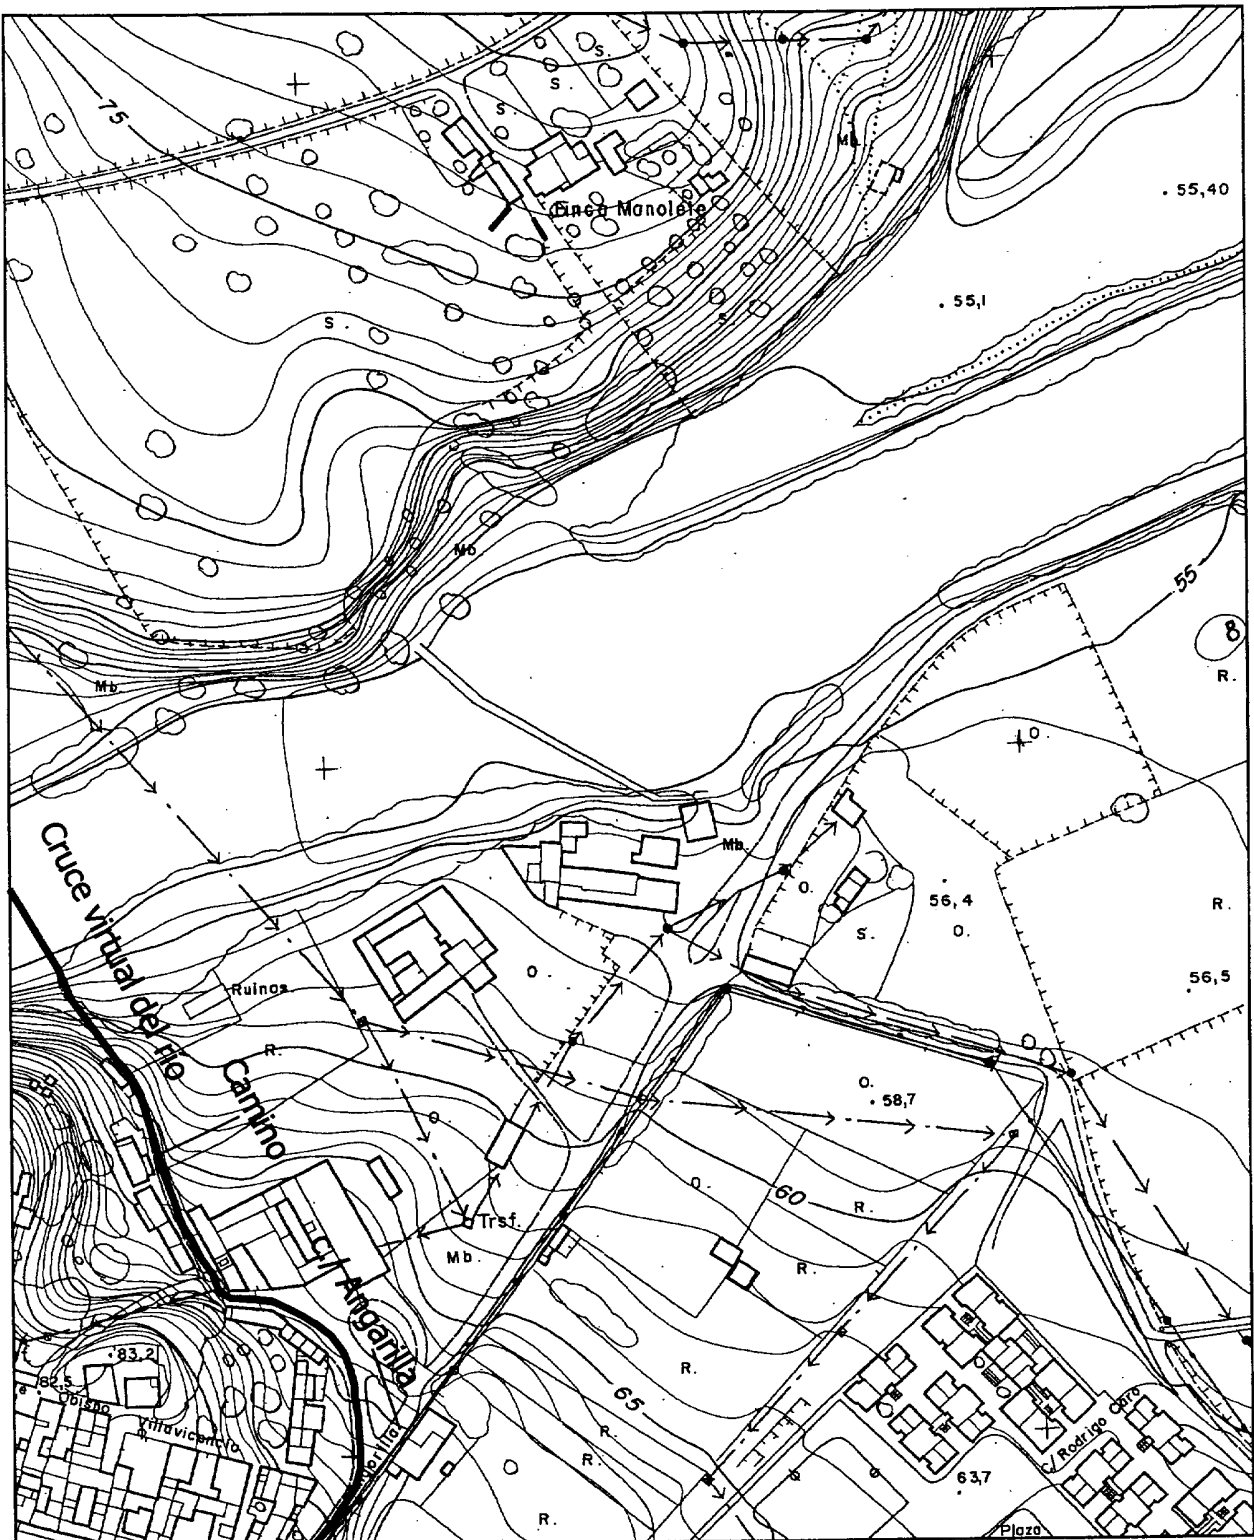 S.
S.
S.
75
Mb.
55,40
Finca Manolete
55,1
S.
S.
Mb
55
8
R.
Mb.
O.
Cruce virtual del río
Mb.
O.
56,4
R.
S.
O.
O.
56,5
Ruinas
R.
Camino
O.
58,7
O.
O.
60
R.
Trsf.
Mb.
R.
C/ Angarilla
83,2
82,5
R.
65
Obispo
Villavicencio
C/ Rodrigo Caro
R.
R.
63,7
R.
Plaza